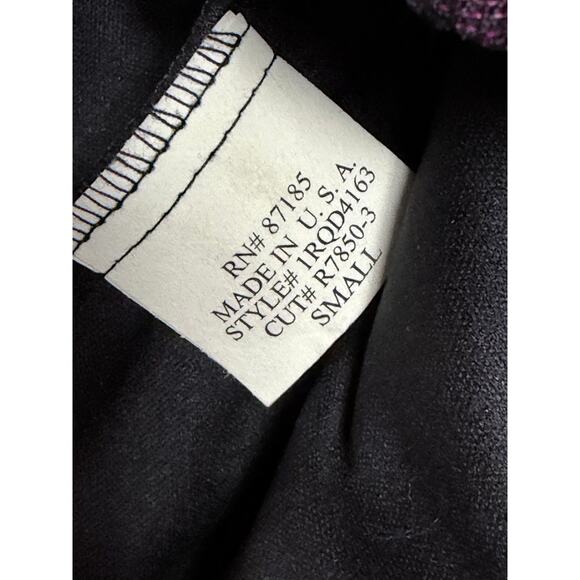 RN# 87185
MADE IN U. S. A.
STYLE# 1RQD4163
CUT# R7850-3
SMALL